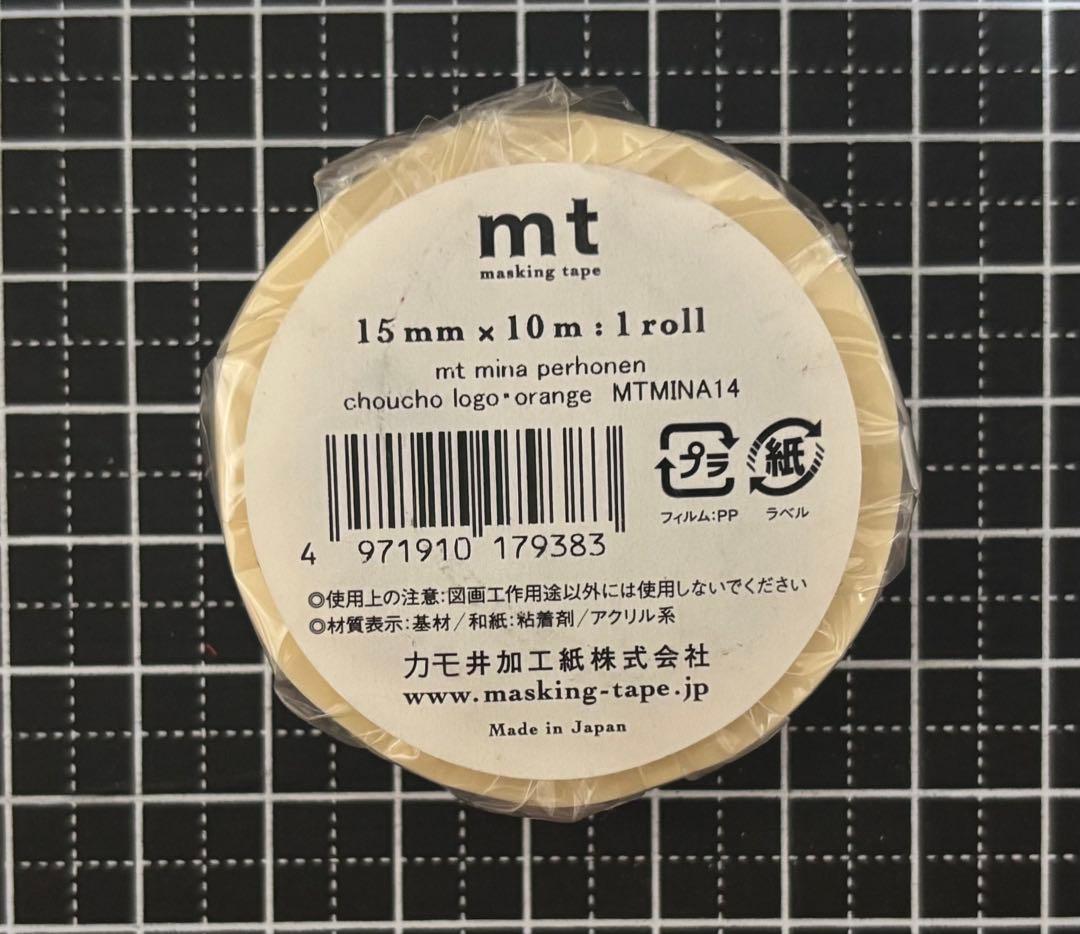 mt
masking tape
15mm × 10m : 1 roll
mt mina perhonen
choucho logo・orange MTMINA14
プラ 紙
フィルム:PP ラベル
4 971910 179383
◎使用上の注意:図画工作用途以外には使用しないでください
◎材質表示:基材/和紙:粘着剤/アクリル系
カモ井加工紙株式会社
www.masking-tape.jp
Made in Japan